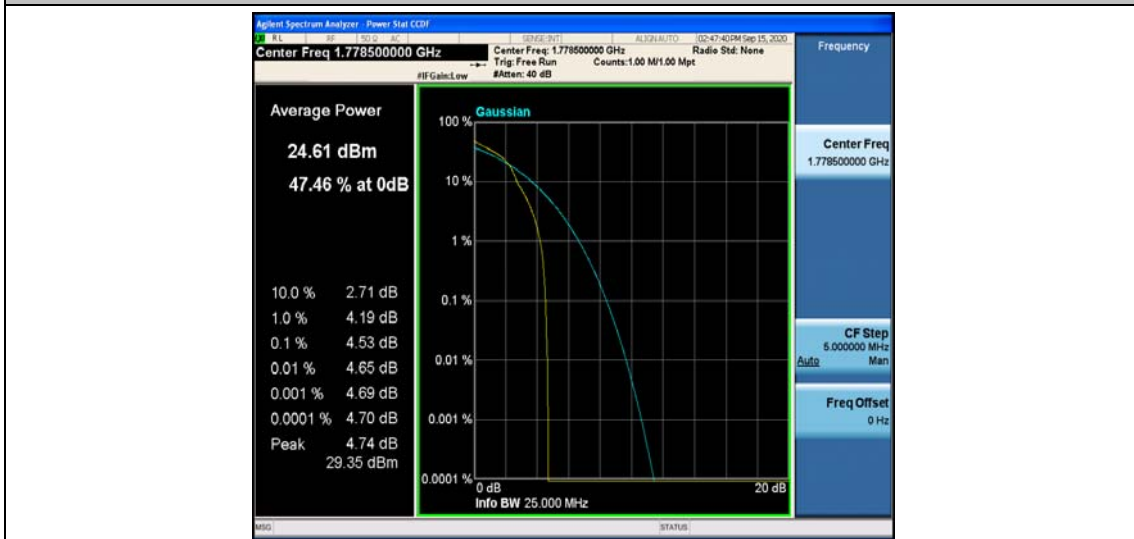 Agilent Spectrum Analyzer - Power Stat CCDF
RL RF 50 Ω AC SENSE:INT ALIGN AUTO 02:47:40PM Sep 15, 2020
Center Freq 1.778500000 GHz
Center Freq: 1.778500000 GHz Radio Std: None
Trig: Free Run Counts:1.00 M/1.00 Mpt
#IFGain:Low #Atten: 40 dB
Frequency
Average Power
24.61 dBm
47.46 % at 0dB
10.0 % 2.71 dB
1.0 % 4.19 dB
0.1 % 4.53 dB
0.01 % 4.65 dB
0.001 % 4.69 dB
0.0001 % 4.70 dB
Peak 4.74 dB
29.35 dBm
Gaussian
100 %
10 %
1 %
0.1 %
0.01 %
0.001 %
0.0001 %
0 dB 20 dB
Info BW 25.000 MHz
Center Freq
1.778500000 GHz
CF Step
5.000000 MHz
Auto Man
Freq Offset
0 Hz
MSG STATUS